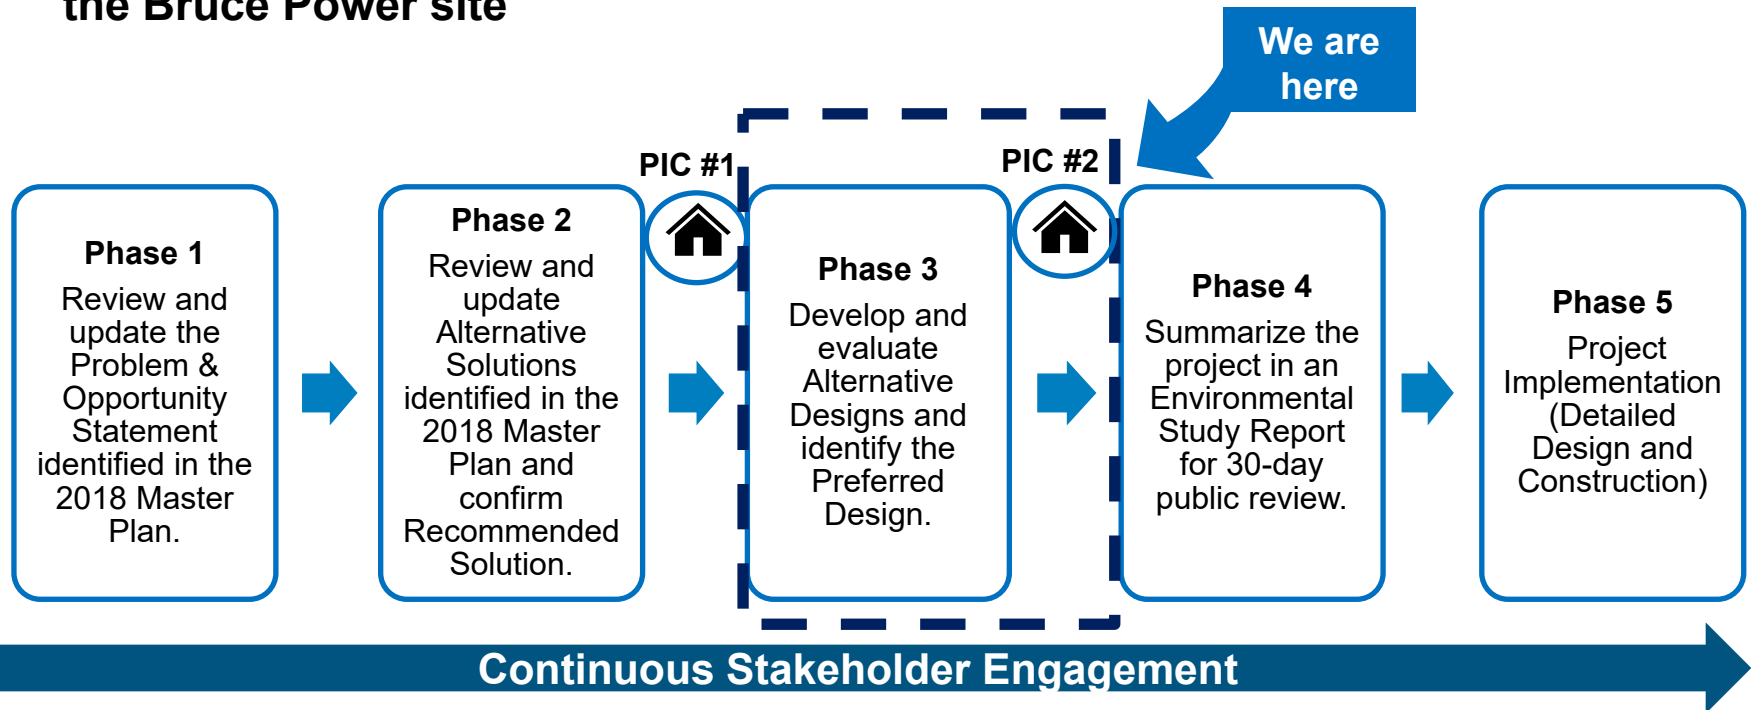 the Bruce Power site
We are
here
PIC #1
PIC #2
Phase 1
Review and
update the
Problem &
Opportunity
Statement
identified in the
2018 Master
Plan.
Phase 2
Review and
update
Alternative
Solutions
identified in the
2018 Master
Plan and
confirm
Recommended
Solution.
Phase 3
Develop and
evaluate
Alternative
Designs and
identify the
Preferred
Design.
Phase 4
Summarize the
project in an
Environmental
Study Report
for 30-day
public review.
Phase 5
Project
Implementation
(Detailed
Design and
Construction)
Continuous Stakeholder Engagement